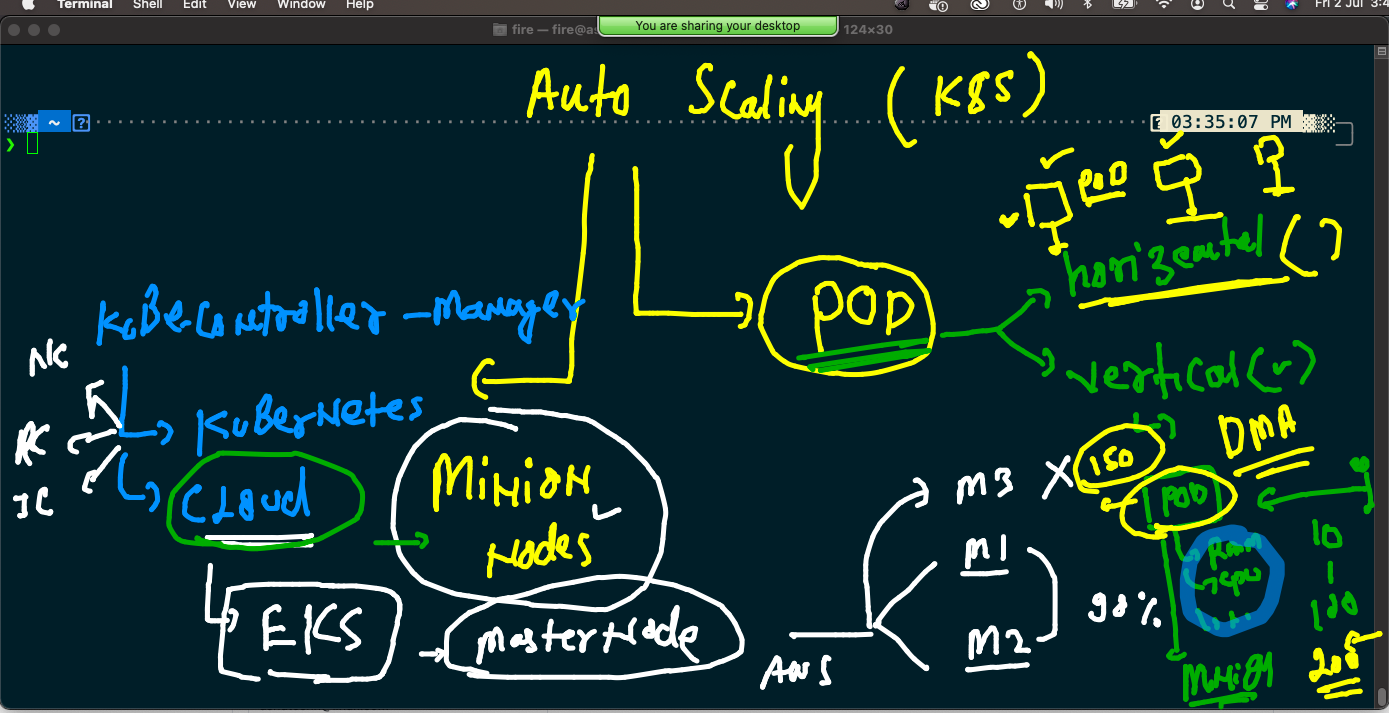 Terminal Shell Edit View Window Help
Fri 2 Jul 3:4
You are sharing your desktop
fire — fire@as
124×30
Auto Scaling (K8S)
~ ?
03:35:07 PM
❯
POD
horizontal ( )
POD
KuBeController-Manager
vertical (v)
NC
KuBerNetes
RC
IC
Cloud
MiNioN
Nodes
DMA
150
M3 X
POD
M1
RAM
CPU
10
1
100
98%
EKS
MasterNode
M2
AWS
200